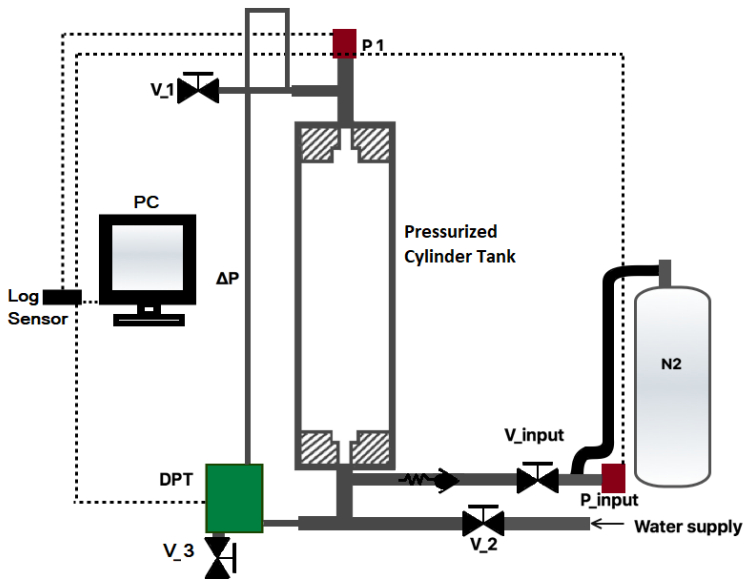 P 1
V_1
PC
Pressurized
Cylinder Tank
ΔP
Log
Sensor
N2
V_input
DPT
P_input
Water supply
V_2
V_3